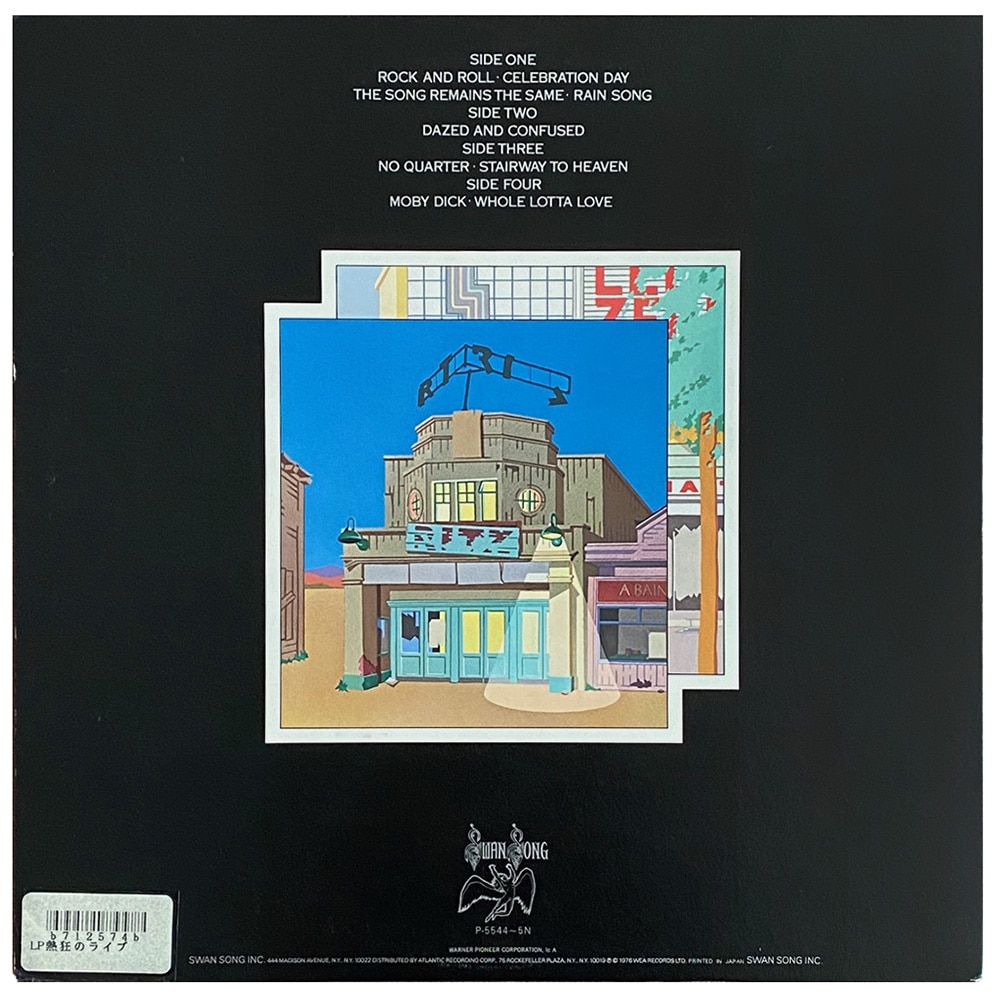 SIDE ONE
ROCK AND ROLL · CELEBRATION DAY
THE SONG REMAINS THE SAME · RAIN SONG
SIDE TWO
DAZED AND CONFUSED
SIDE THREE
NO QUARTER · STAIRWAY TO HEAVEN
SIDE FOUR
MOBY DICK · WHOLE LOTTA LOVE
RITZ
A BAIN
SWAN SONG
P-5544~5N
b712574b
LP熱狂のライブ
WARNER PIONEER CORPORATION,
SWAN SONG INC. 444 MADISON AVENUE, N.Y., N.Y. 10022 DISTRIBUTED BY ATLANTIC RECORDING CORP., 75 ROCKEFELLER PLAZA, N.Y., N.Y. 10019 ℗ © 1976 WEA RECORDS LTD. PRINTED IN JAPAN SWAN SONG INC.